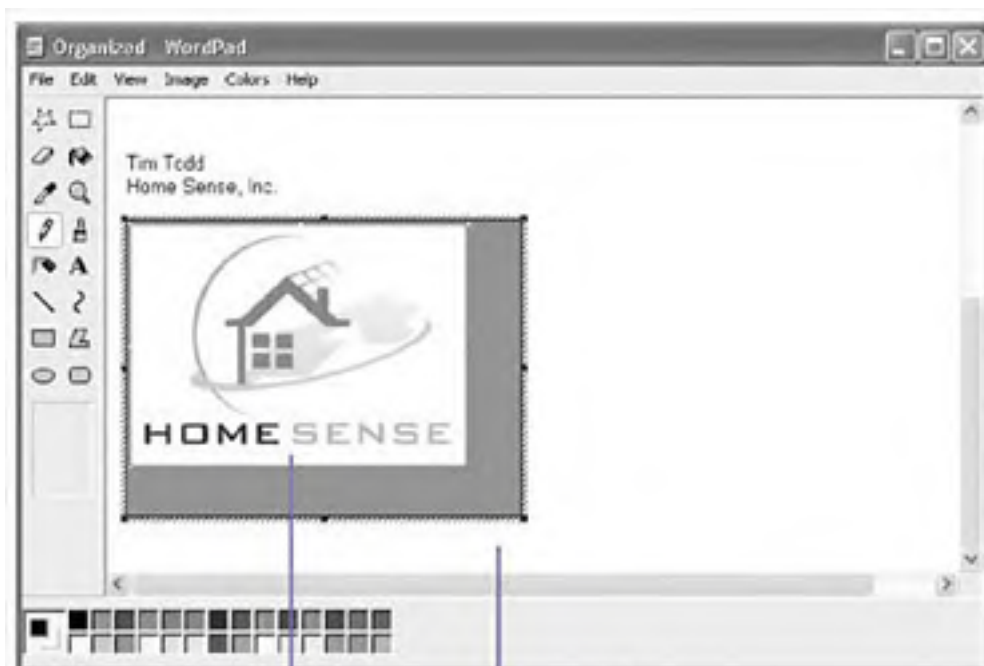 Organized WordPad
File Edit View Image Colors Help
A
Tim Todd
Home Sense, Inc.
HOME SENSE